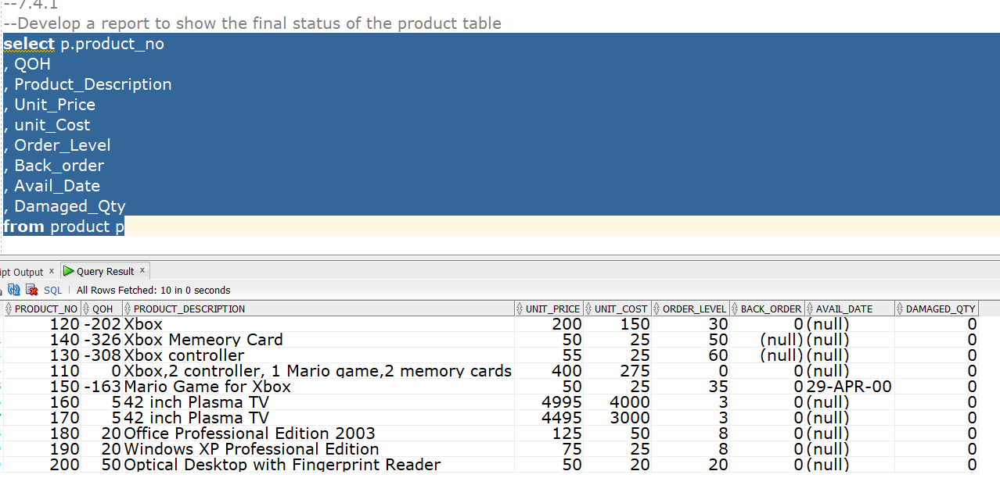 --7.4.1
--Develop a report to show the final status of the product table
select p.product_no
, QOH
, Product_Description
, Unit_Price
, unit_Cost
, Order_Level
, Back_order
, Avail_Date
, Damaged_Qty
from product p
ipt Output x Query Result x
SQL | All Rows Fetched: 10 in 0 seconds
PRODUCT_NO QOH PRODUCT_DESCRIPTION UNIT_PRICE UNIT_COST ORDER_LEVEL BACK_ORDER AVAIL_DATE DAMAGED_QTY
120 -202 Xbox 200 150 30 0 (null) 0
140 -326 Xbox Memeory Card 50 25 50 (null) (null) 0
130 -308 Xbox controller 55 25 60 (null) (null) 0
110 0 Xbox,2 controller, 1 Mario game,2 memory cards 400 275 0 0 (null) 0
150 -163 Mario Game for Xbox 50 25 35 0 29-APR-00 0
160 5 42 inch Plasma TV 4995 4000 3 0 (null) 0
170 5 42 inch Plasma TV 4495 3000 3 0 (null) 0
180 20 Office Professional Edition 2003 125 50 8 0 (null) 0
190 20 Windows XP Professional Edition 75 25 8 0 (null) 0
200 50 Optical Desktop with Fingerprint Reader 50 20 20 0 (null) 0